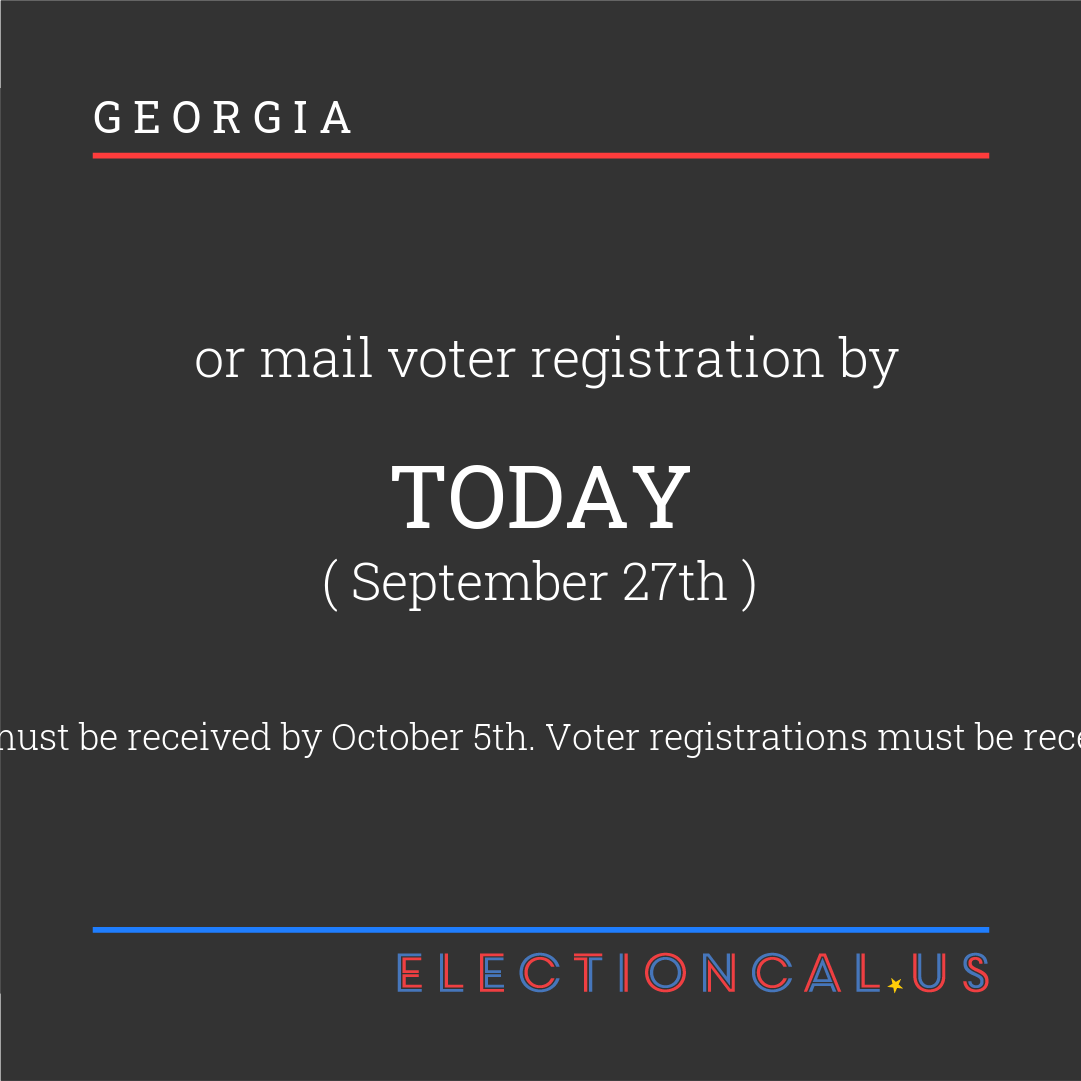 GEORGIA
or mail voter registration by
TODAY
( September 27th )
must be received by October 5th. Voter registrations must be
ELECTIONCAL.US